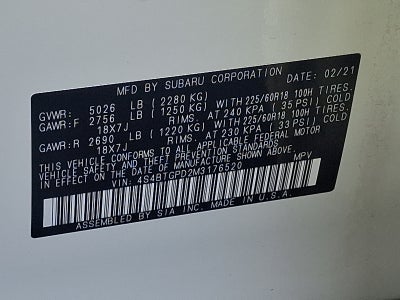 MFD BY SUBARU CORPORATION DATE: 02/21
GVWR: 5026 LB (2280 KG)
GAWR:F 2756 LB (1250 KG) WITH 225/60R18 100H TIRES.
18X7J RIMS. AT 240 KPA (35 PSI) COLD
GAWR:R 2690 LB (1220 KG) WITH 225/60R18 100H TIRES.
18X7J RIMS. AT 230 KPA (33 PSI) COLD
THIS VEHICLE CONFORMS TO ALL APPLICABLE FEDERAL MOTOR
VEHICLE SAFETY AND THEFT PREVENTION STANDARDS
IN EFFECT ON THE DATE OF MANUFACTURE SHOWN ABOVE.
VIN: 4S4BTGPD2M3176520 MPV
ASSEMBLED BY SIA INC. MADE IN U.S.A.